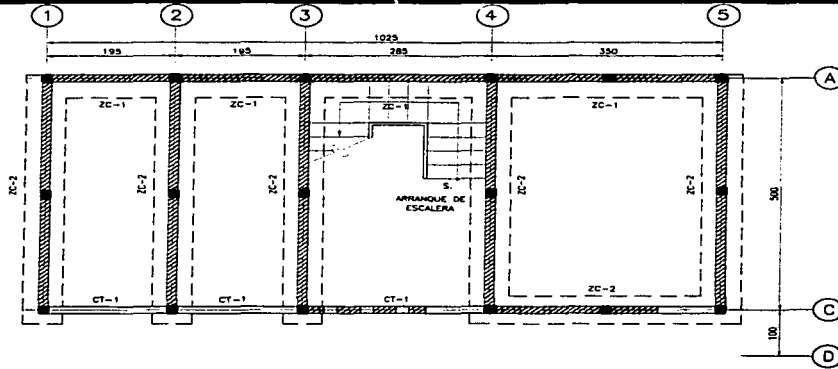 1 2 3 4 5
1025
195 195 285 350
A
ZC-1 ZC-1 ZC-1 ZC-1
ZC-2 ZC-2 ZC-2 ZC-2 ZC-2
S.
ARRANQUE DE
ESCALERA
500
ZC-2
CT-1 CT-1 CT-1
C
100
D